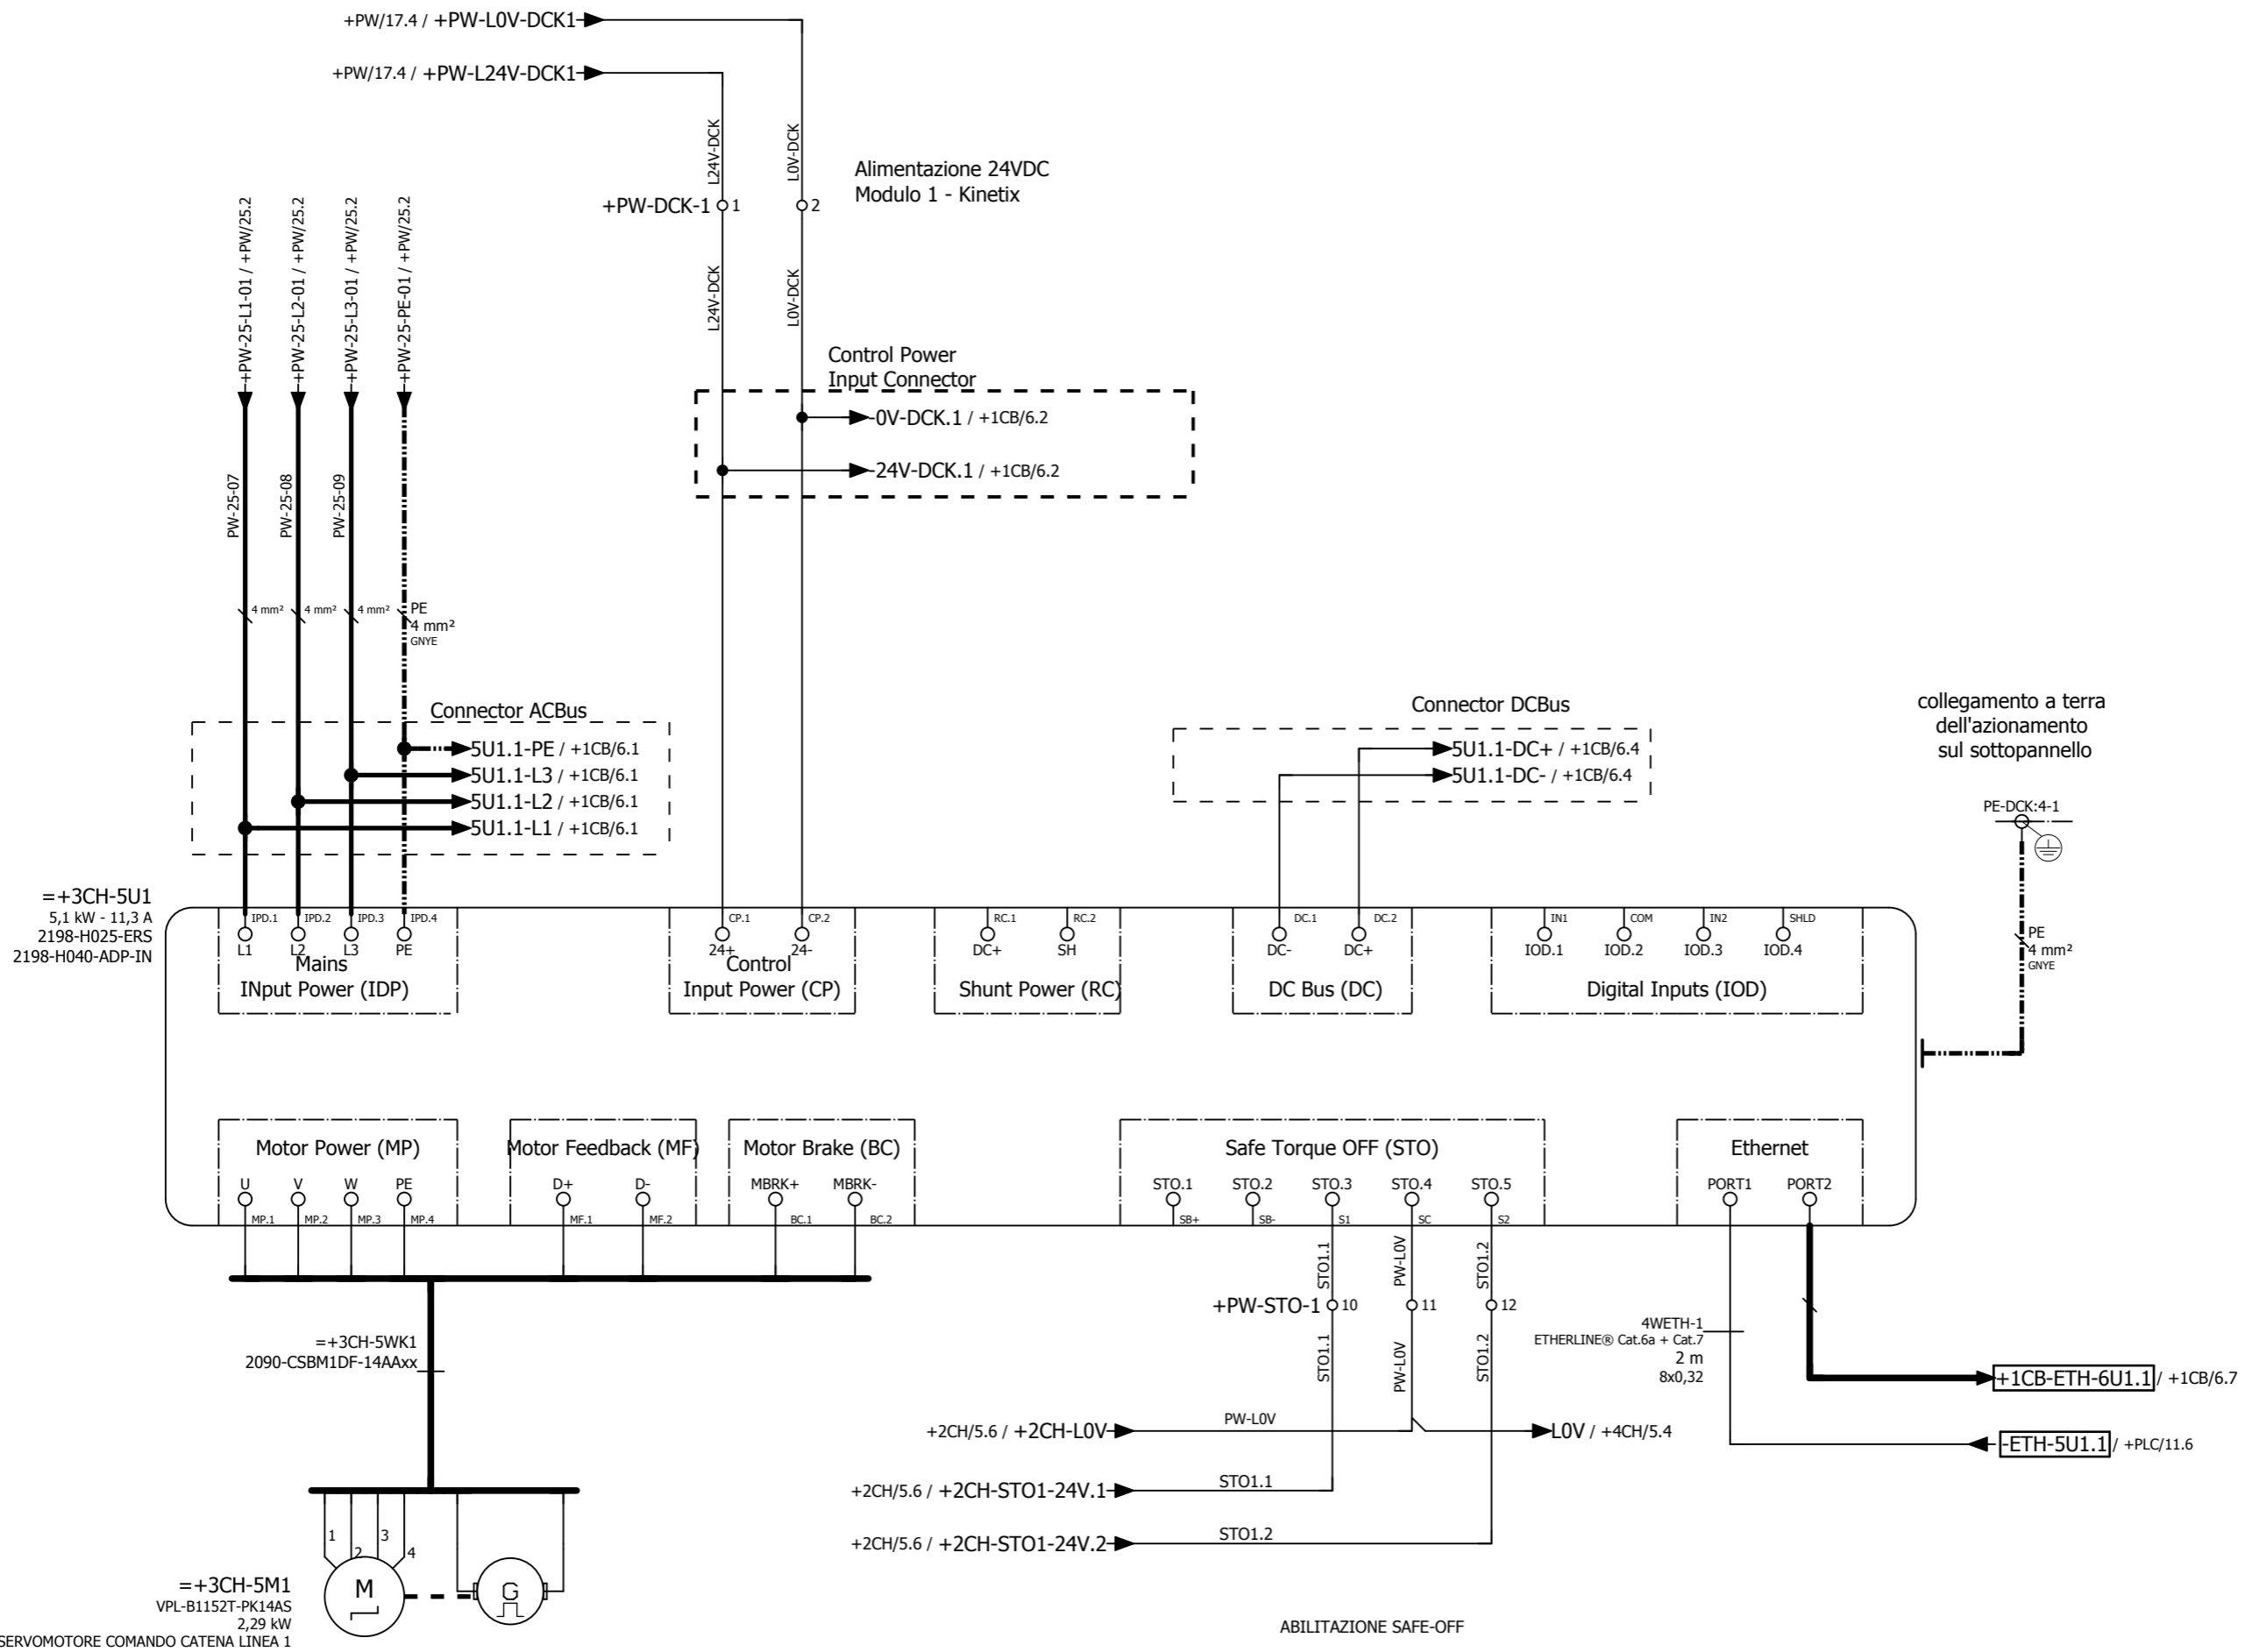 +PW/17.4 / +PW-L0V-DCK1
+PW/17.4 / +PW-L24V-DCK1
L24V-DCK
L0V-DCK
Alimentazione 24VDC
Modulo 1 - Kinetix
+PW-DCK-1 1 2
+PW-25-L1-01 / +PW/25.2
+PW-25-L2-01 / +PW/25.2
+PW-25-L3-01 / +PW/25.2
+PW-25-PE-01 / +PW/25.2
L24V-DCK
L0V-DCK
Control Power
Input Connector
-0V-DCK.1 / +1CB/6.2
-24V-DCK.1 / +1CB/6.2
PW-25-07
PW-25-08
PW-25-09
4 mm² 4 mm² 4 mm² PE
4 mm²
GNYE
Connector ACBus
5U1.1-PE / +1CB/6.1
5U1.1-L3 / +1CB/6.1
5U1.1-L2 / +1CB/6.1
5U1.1-L1 / +1CB/6.1
Connector DCBus
5U1.1-DC+ / +1CB/6.4
5U1.1-DC- / +1CB/6.4
collegamento a terra
dell'azionamento
sul sottopannello
PE-DCK:4-1
PE
4 mm²
GNYE
=+3CH-5U1
5,1 kW - 11,3 A
2198-H025-ERS
2198-H040-ADP-IN
IPD.1 IPD.2 IPD.3 IPD.4
L1 L2 L3 PE
Mains
INput Power (IDP)
CP.1 CP.2
24+ 24-
Control
Input Power (CP)
RC.1 RC.2
DC+ SH
Shunt Power (RC)
DC.1 DC.2
DC- DC+
DC Bus (DC)
IN1 COM IN2 SHLD
IOD.1 IOD.2 IOD.3 IOD.4
Digital Inputs (IOD)
Motor Power (MP)
U V W PE
MP.1 MP.2 MP.3 MP.4
Motor Feedback (MF)
D+ D-
MF.1 MF.2
Motor Brake (BC)
MBRK+ MBRK-
BC.1 BC.2
Safe Torque OFF (STO)
STO.1 STO.2 STO.3 STO.4 STO.5
SB+ SB- S1 SC S2
Ethernet
PORT1 PORT2
STO1.1
PW-L0V
STO1.2
+PW-STO-1 10 11 12
STO1.1
PW-L0V
STO1.2
=+3CH-5WK1
2090-CSBM1DF-14AAxx
4WETH-1
ETHERLINE® Cat.6a + Cat.7
2 m
8x0,32
+1CB-ETH-6U1.1 / +1CB/6.7
-ETH-5U1.1 / +PLC/11.6
+2CH/5.6 / +2CH-L0V PW-L0V L0V / +4CH/5.4
+2CH/5.6 / +2CH-STO1-24V.1 STO1.1
+2CH/5.6 / +2CH-STO1-24V.2 STO1.2
1 2 3 4
M
G
=+3CH-5M1
VPL-B1152T-PK14AS
2,29 kW
SERVOMOTORE COMANDO CATENA LINEA 1
ABILITAZIONE SAFE-OFF